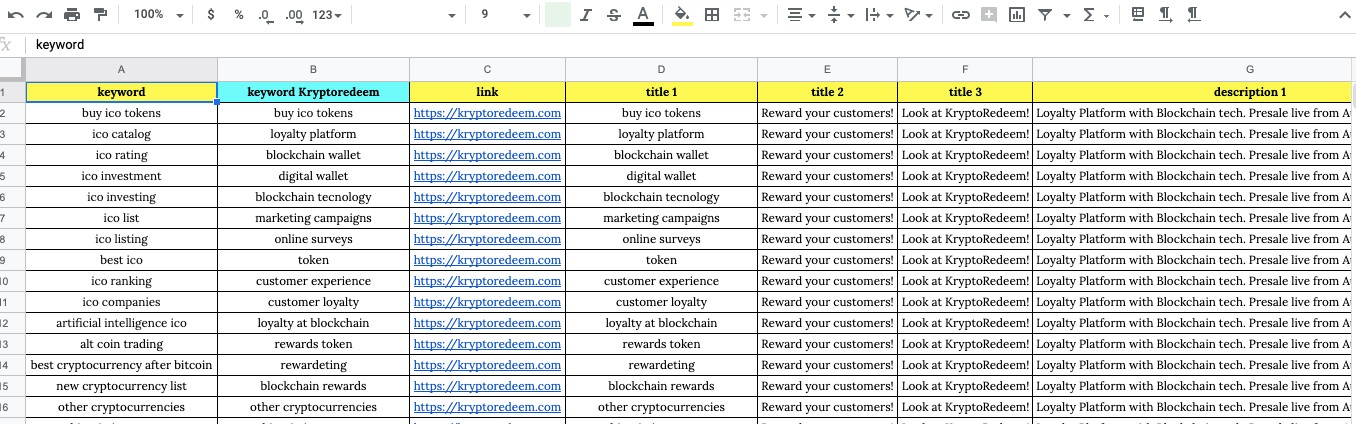 100% $ % .0 .00 123 9 A
fx keyword
A B C D E F G
1 keyword keyword Kryptoredeem link title 1 title 2 title 3 description 1
2 buy ico tokens buy ico tokens https://kryptoredeem.com buy ico tokens Reward your customers! Look at KryptoRedeem! Loyalty Platform with Blockchain tech. Presale live from A
3 ico catalog loyalty platform https://kryptoredeem.com loyalty platform Reward your customers! Look at KryptoRedeem! Loyalty Platform with Blockchain tech. Presale live from A
4 ico rating blockchain wallet https://kryptoredeem.com blockchain wallet Reward your customers! Look at KryptoRedeem! Loyalty Platform with Blockchain tech. Presale live from A
5 ico investment digital wallet https://kryptoredeem.com digital wallet Reward your customers! Look at KryptoRedeem! Loyalty Platform with Blockchain tech. Presale live from A
6 ico investing blockchain tecnology https://kryptoredeem.com blockchain tecnology Reward your customers! Look at KryptoRedeem! Loyalty Platform with Blockchain tech. Presale live from A
7 ico list marketing campaigns https://kryptoredeem.com marketing campaigns Reward your customers! Look at KryptoRedeem! Loyalty Platform with Blockchain tech. Presale live from A
8 ico listing online surveys https://kryptoredeem.com online surveys Reward your customers! Look at KryptoRedeem! Loyalty Platform with Blockchain tech. Presale live from A
9 best ico token https://kryptoredeem.com token Reward your customers! Look at KryptoRedeem! Loyalty Platform with Blockchain tech. Presale live from A
10 ico ranking customer experience https://kryptoredeem.com customer experience Reward your customers! Look at KryptoRedeem! Loyalty Platform with Blockchain tech. Presale live from A
11 ico companies customer loyalty https://kryptoredeem.com customer loyalty Reward your customers! Look at KryptoRedeem! Loyalty Platform with Blockchain tech. Presale live from A
12 artificial intelligence ico loyalty at blockchain https://kryptoredeem.com loyalty at blockchain Reward your customers! Look at KryptoRedeem! Loyalty Platform with Blockchain tech. Presale live from A
13 alt coin trading rewards token https://kryptoredeem.com rewards token Reward your customers! Look at KryptoRedeem! Loyalty Platform with Blockchain tech. Presale live from A
14 best cryptocurrency after bitcoin rewardeting https://kryptoredeem.com rewardeting Reward your customers! Look at KryptoRedeem! Loyalty Platform with Blockchain tech. Presale live from A
15 new cryptocurrency list blockchain rewards https://kryptoredeem.com blockchain rewards Reward your customers! Look at KryptoRedeem! Loyalty Platform with Blockchain tech. Presale live from A
16 other cryptocurrencies other cryptocurrencies https://kryptoredeem.com other cryptocurrencies Reward your customers! Look at KryptoRedeem! Loyalty Platform with Blockchain tech. Presale live from A